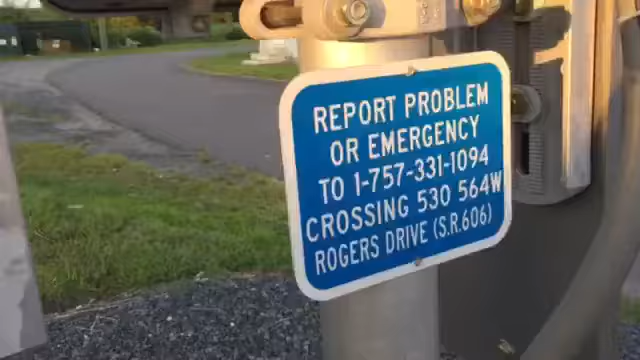 REPORT PROBLEM
OR EMERGENCY
TO 1-757-331-1094
CROSSING 530 564W
ROGERS DRIVE (S.R.606)